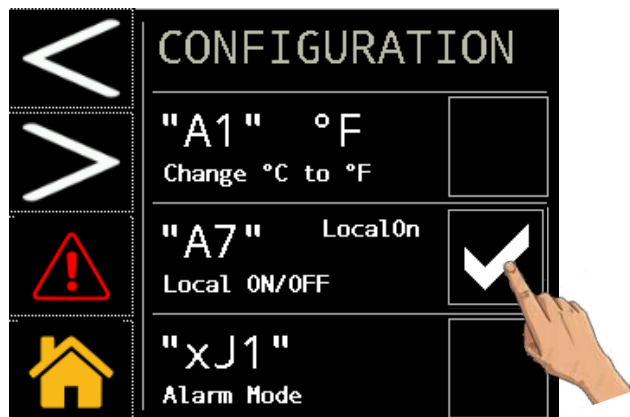 CONFIGURATION
"A1" °F
Change °C to °F
"A7" LocalOn
Local ON/OFF
"xJ1"
Alarm Mode